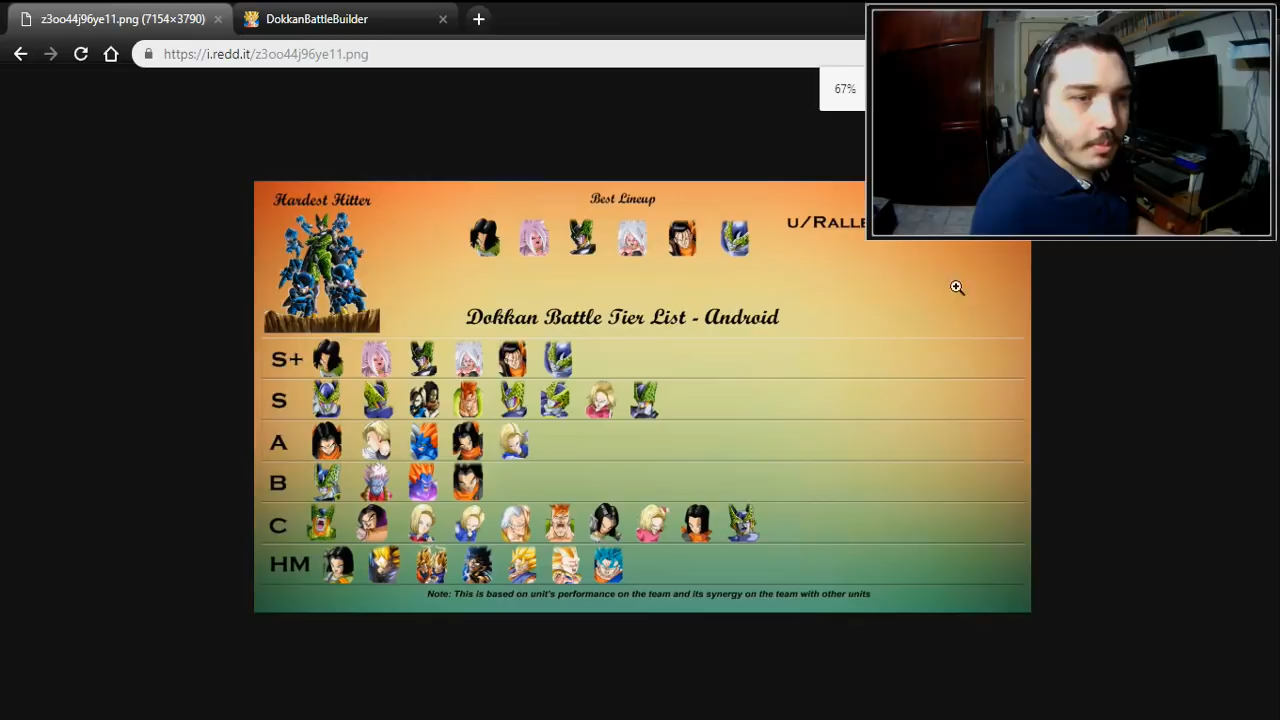 z3oo44j96ye11.png (7154×3790)
DokkanBattleBuilder
https://i.redd.it/z3oo44j96ye11.png
67%
Hardest Hitter
Best Lineup
Dokkan Battle Tier List - Android
S+
S
A
B
C
HM
Note: This is based on unit's performance on the team and its synergy on the team with other units